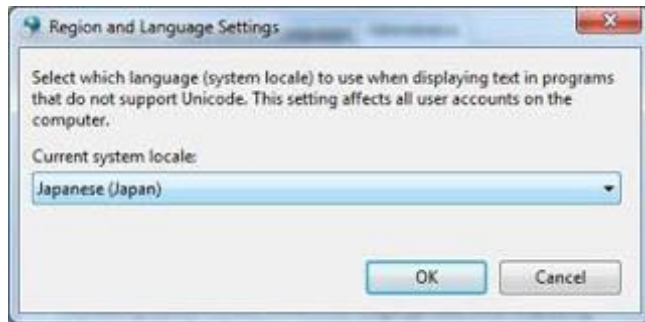 Region and Language Settings
Select which language (system locale) to use when displaying text in programs
that do not support Unicode. This setting affects all user accounts on the
computer.
Current system locale:
Japanese (Japan)
OK
Cancel